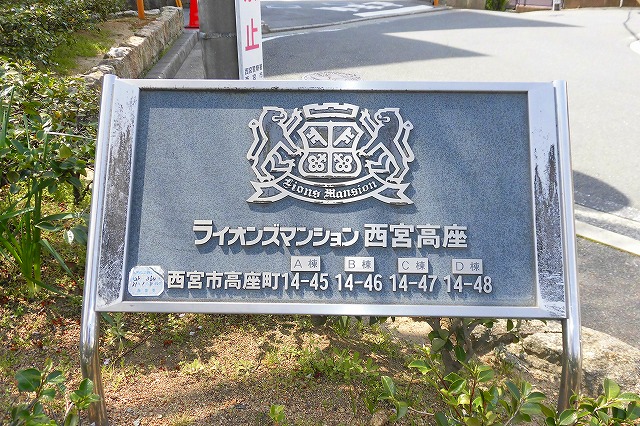 止
Lions Mansion
ライオンズマンション 西宮高座
A棟 B棟 C棟 D棟
西宮市高座町14-45 14-46 14-47 14-48